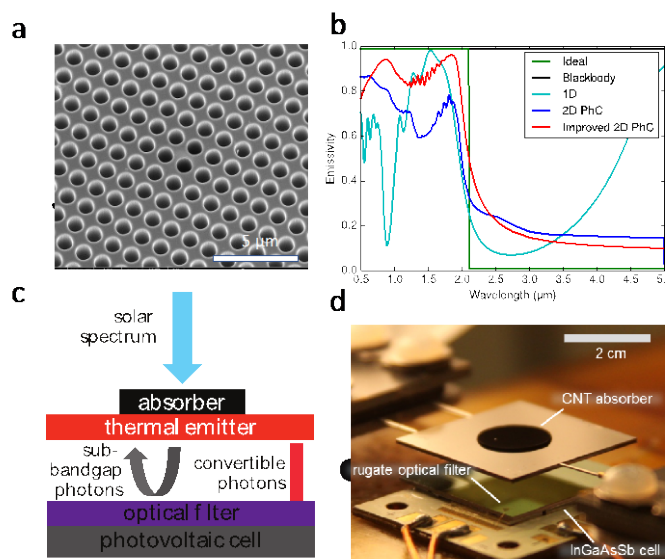 a
5 µm
b
1.0
0.8
0.6
0.4
0.2
0.0
Emissivity
Ideal
Blackbody
1D
2D PhC
Improved 2D PhC
0.5
1.0
1.5
2.0
2.5
3.0
3.5
4.0
4.5
5.0
Wavelength (µm)
c
solar
spectrum
absorber
thermal emitter
sub-
bandgap
photons
convertible
photons
optical flter
photovoltaic cell
d
2 cm
CNT absorber
rugate optical filter
InGaAsSb cell